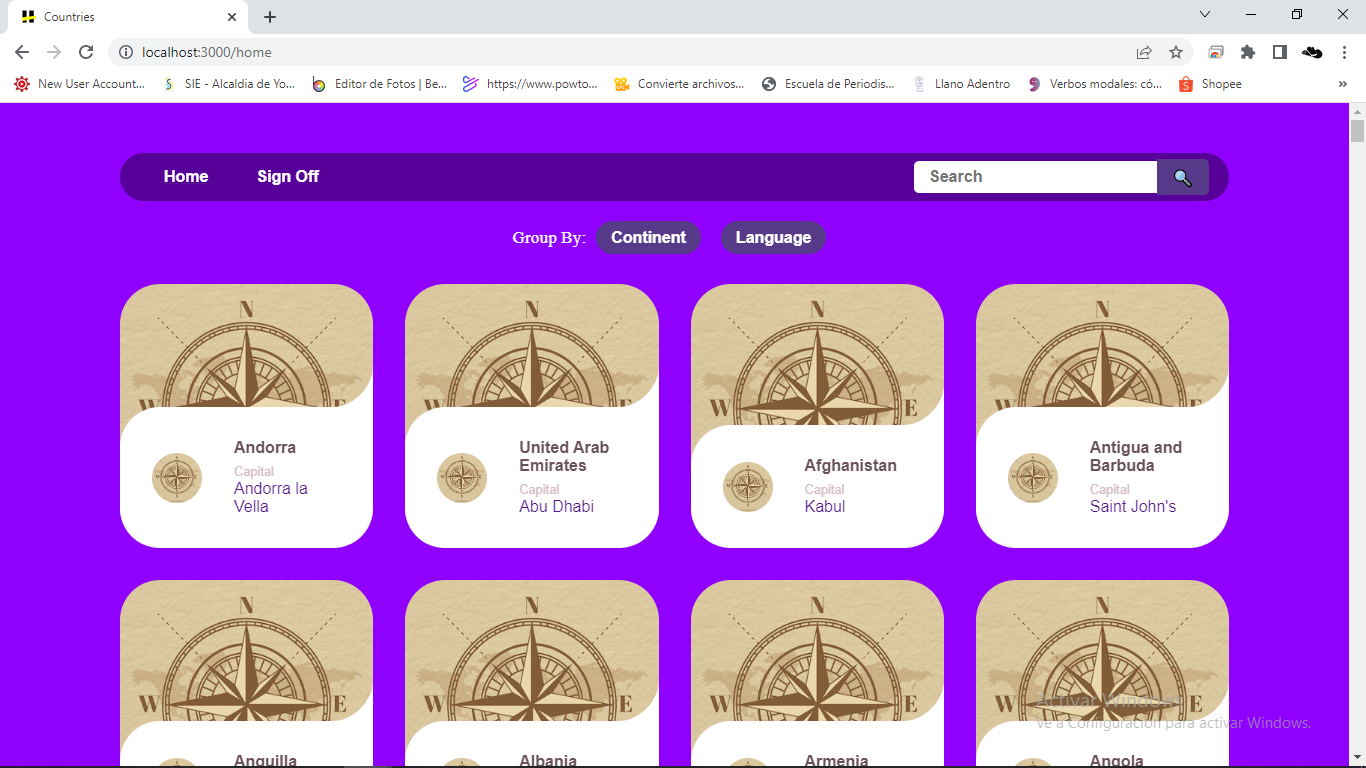 Countries
localhost:3000/home
New User Account...
SIE - Alcaldia de Yo...
Editor de Fotos | Be...
https://www.powto...
Convierte archivos...
Escuela de Periodis...
Llano Adentro
Verbos modales: có...
Shopee
»
Home
Sign Off
Search
Group By:
Continent
Language
N
W E
Andorra
Capital
Andorra la
Vella
N
W E
United Arab
Emirates
Capital
Abu Dhabi
N
W E
Afghanistan
Capital
Kabul
N
W E
Antigua and
Barbuda
Capital
Saint John's
N
W E
Anguilla
N
W E
Albania
N
W E
Armenia
N
W E
Angola
Activar Windows
Ve a Configuración para activar Windows.